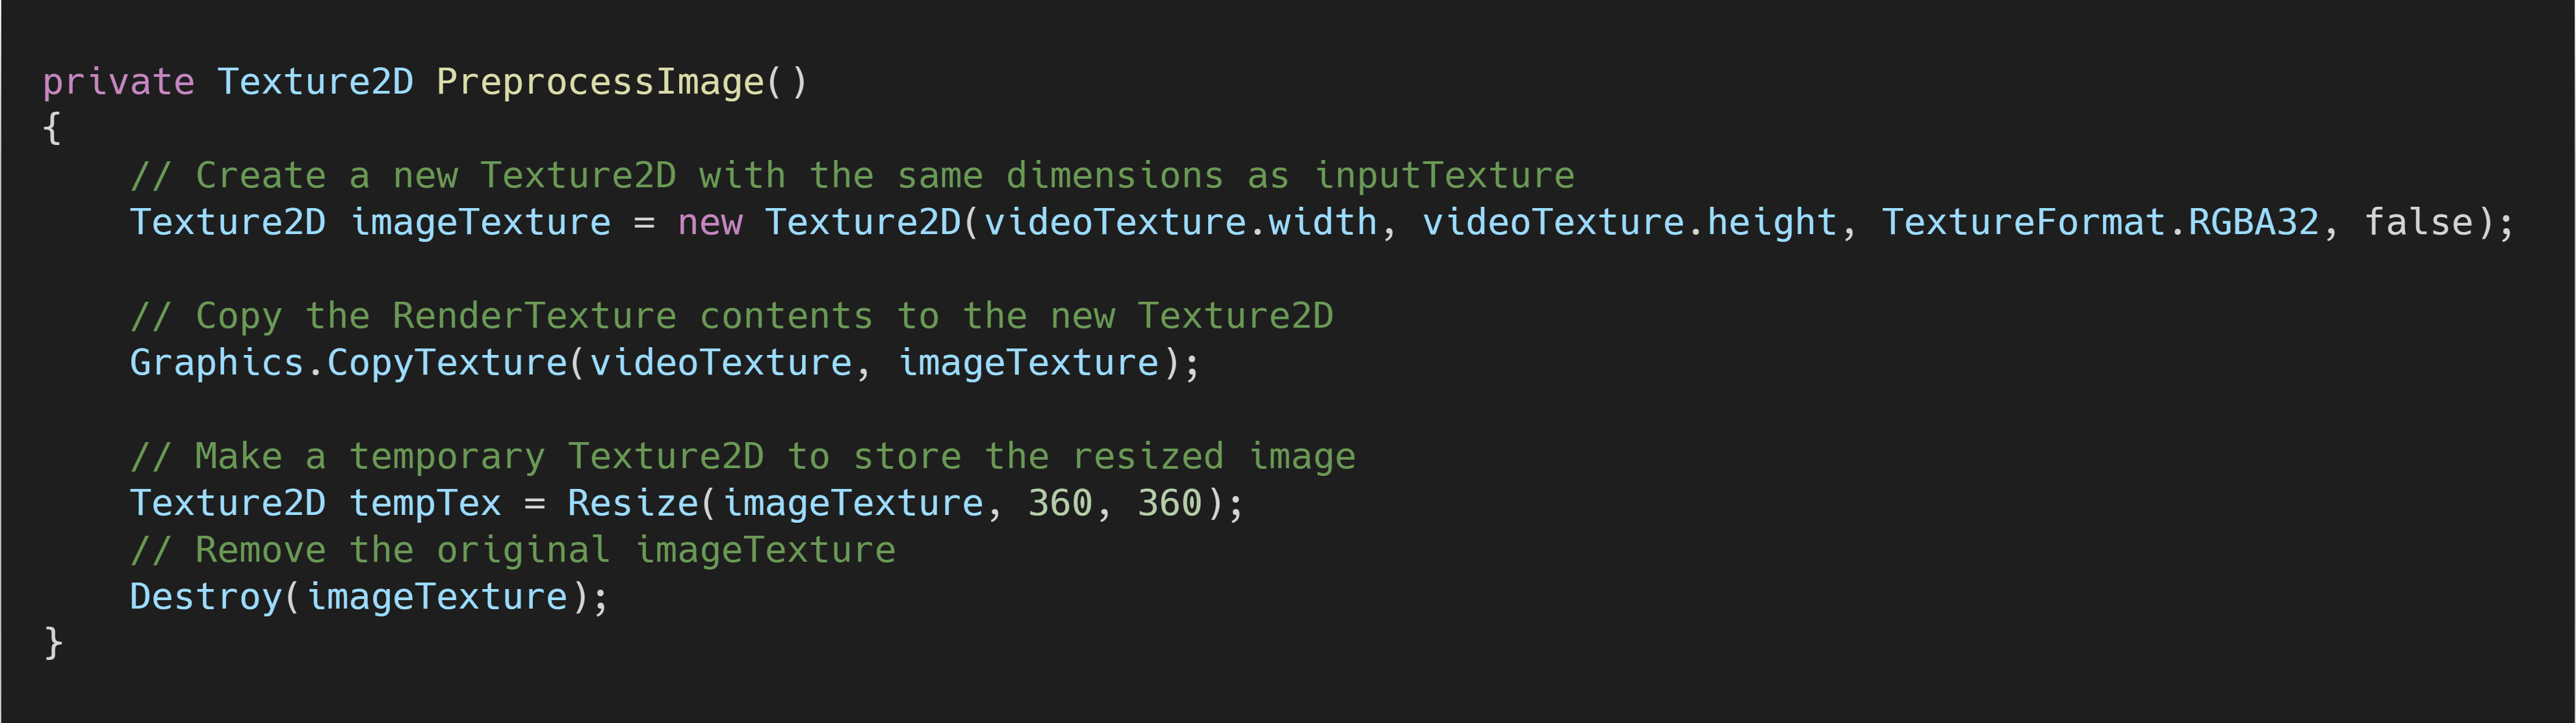 private Texture2D PreprocessImage()
{
    // Create a new Texture2D with the same dimensions as inputTexture
    Texture2D imageTexture = new Texture2D(videoTexture.width, videoTexture.height, TextureFormat.RGBA32, false);

    // Copy the RenderTexture contents to the new Texture2D
    Graphics.CopyTexture(videoTexture, imageTexture);

    // Make a temporary Texture2D to store the resized image
    Texture2D tempTex = Resize(imageTexture, 360, 360);
    // Remove the original imageTexture
    Destroy(imageTexture);
}